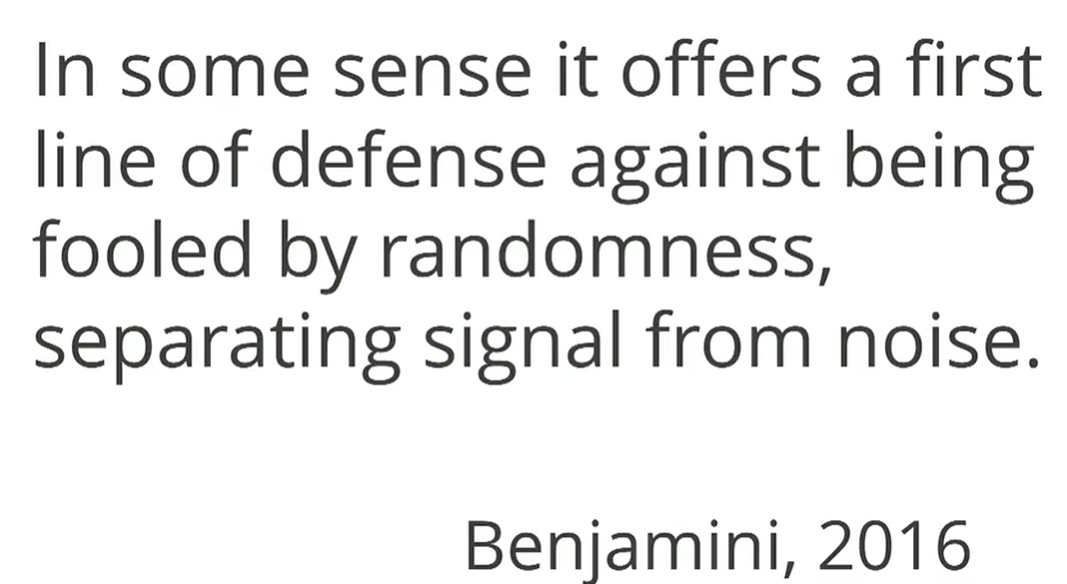 In some sense it offers a first
line of defense against being
fooled by randomness,
separating signal from noise.
Benjamini, 2016